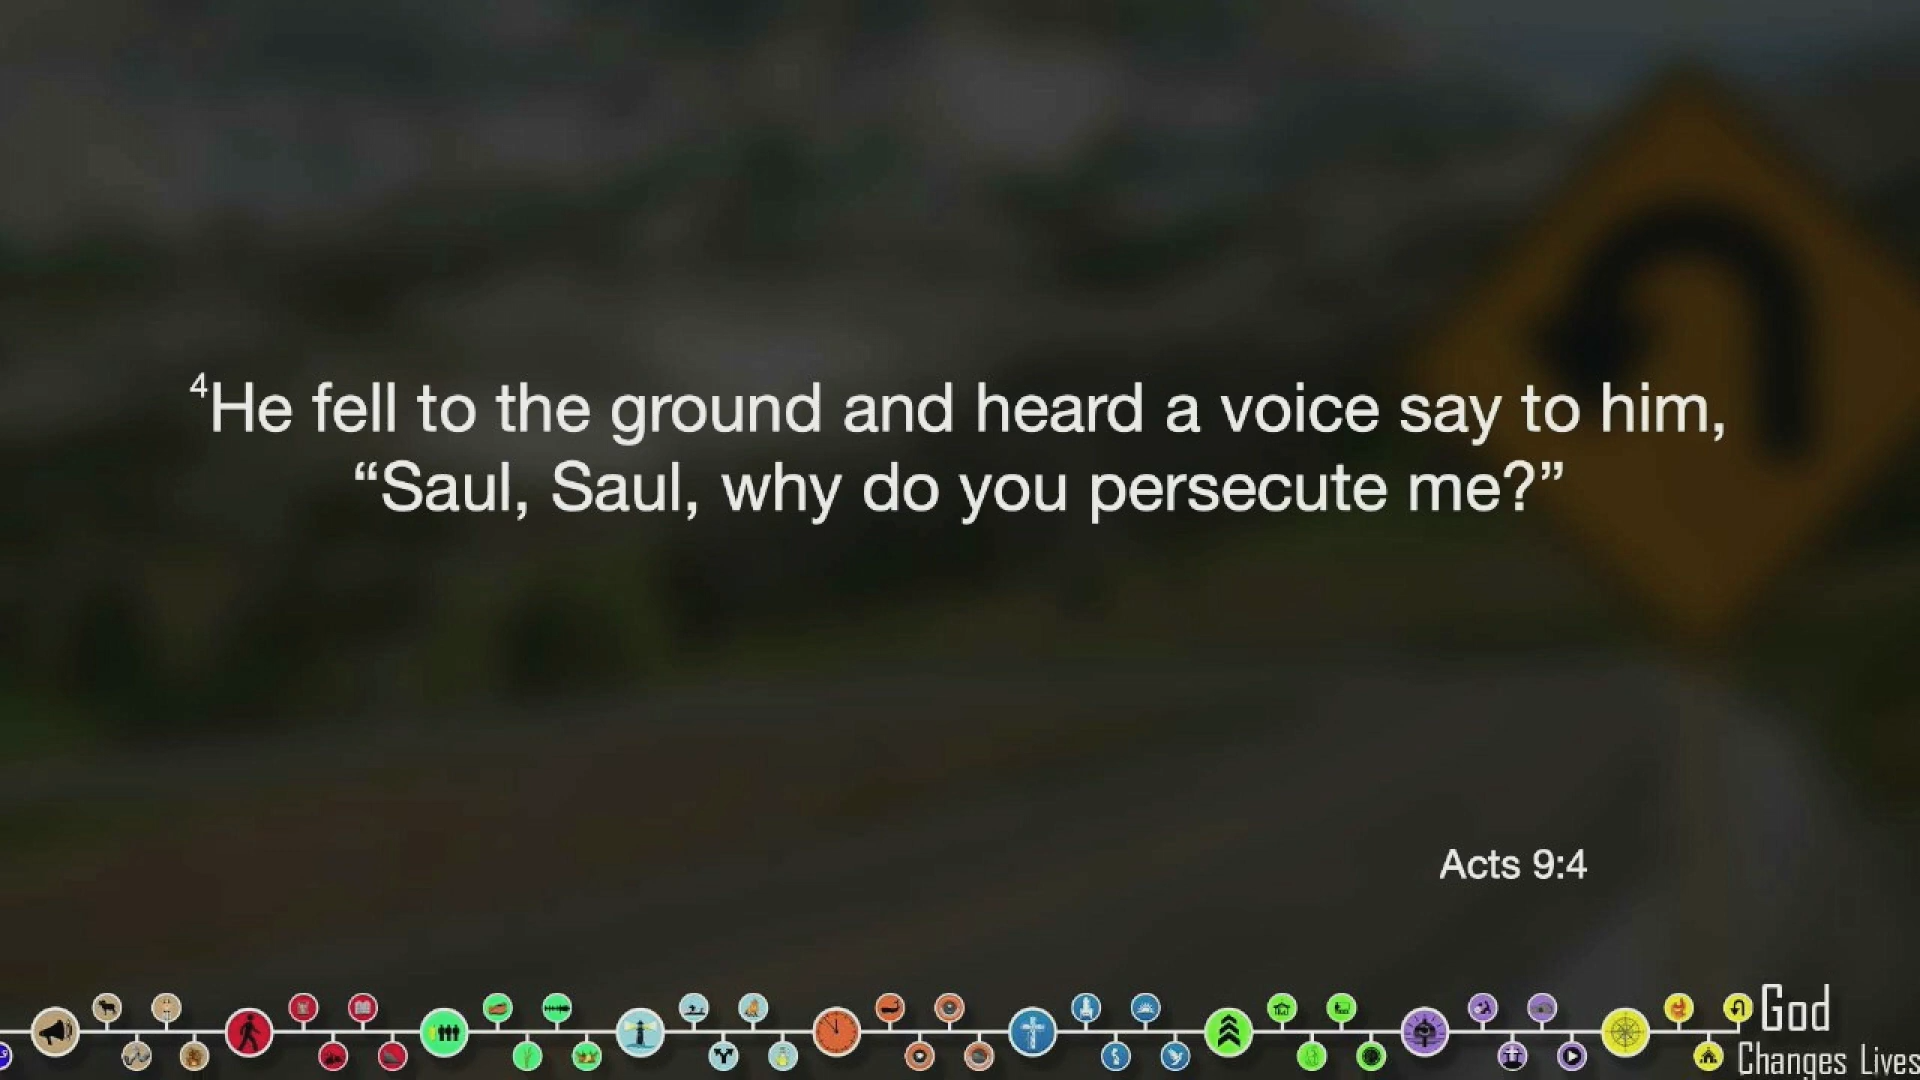 ⁴He fell to the ground and heard a voice say to him,
“Saul, Saul, why do you persecute me?”
Acts 9:4
God
Changes Lives